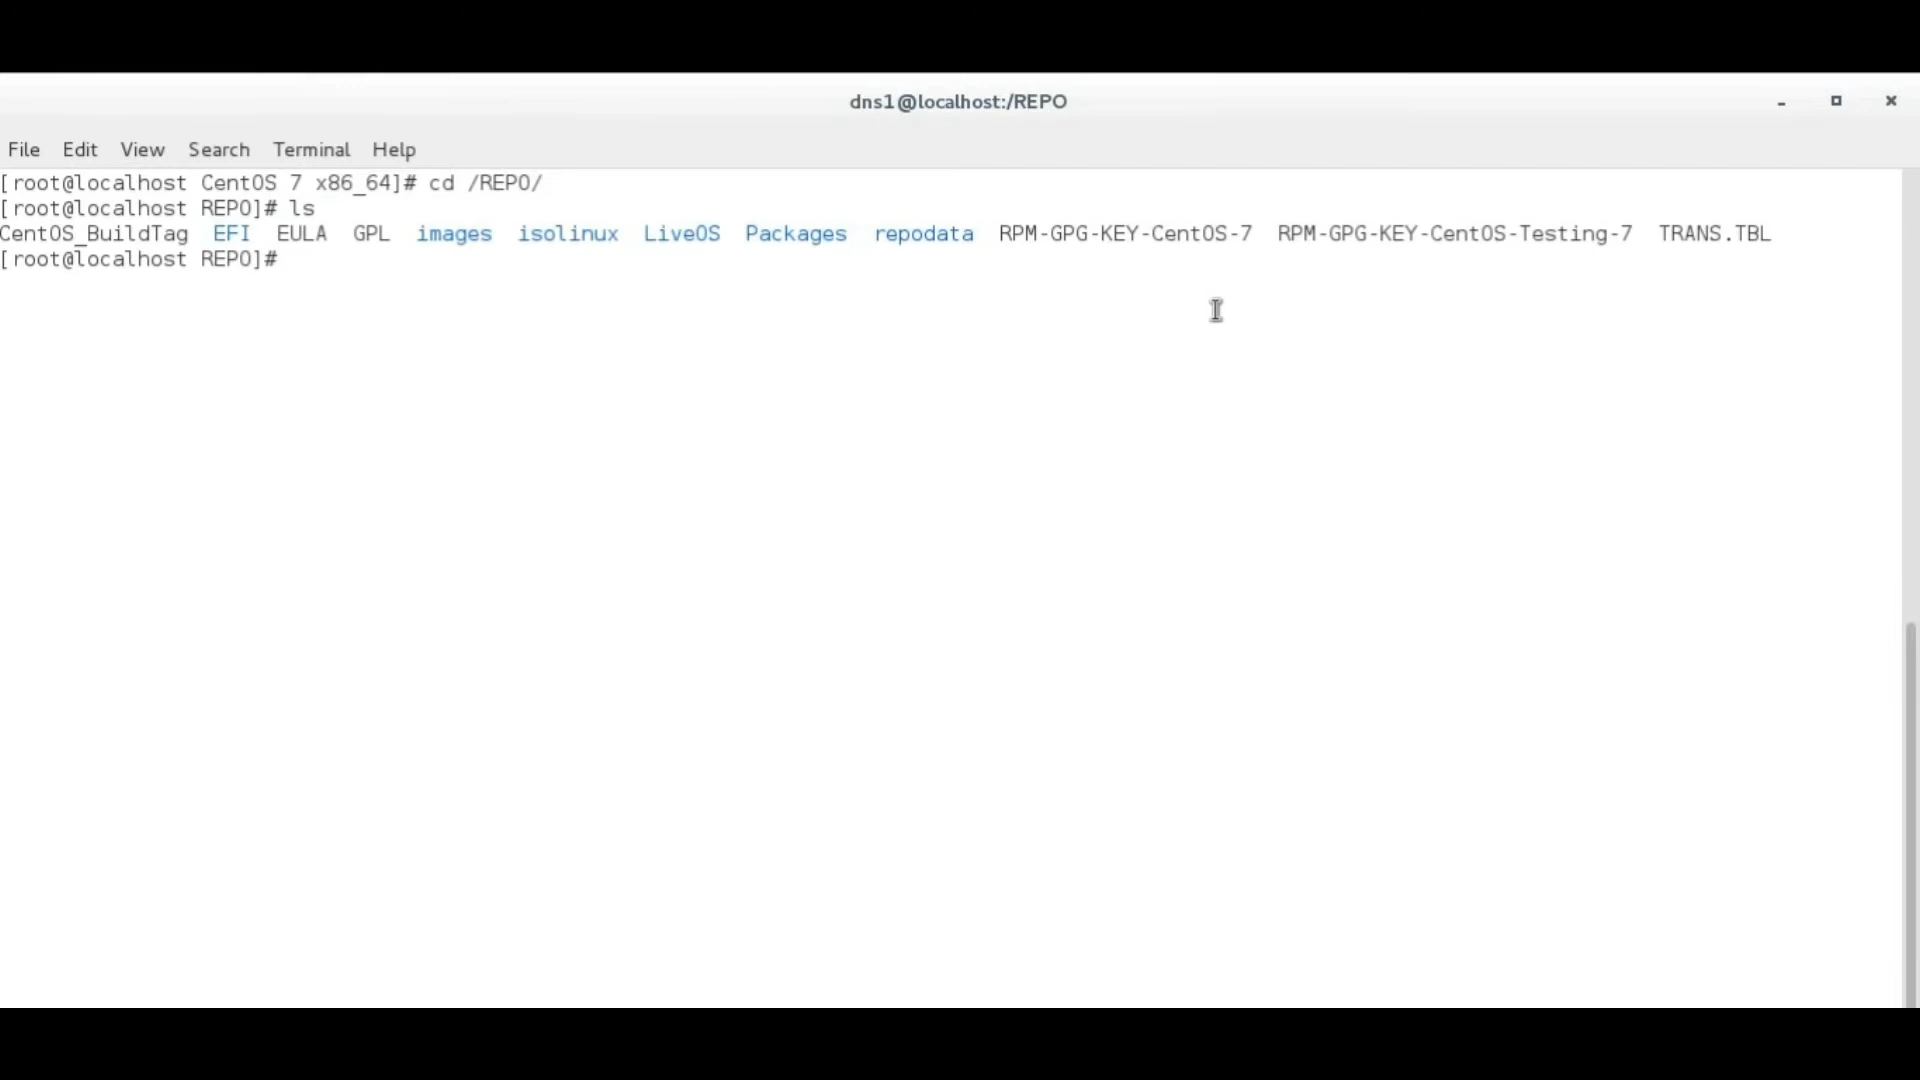 dns1@localhost:/REPO
File Edit View Search Terminal Help
[root@localhost CentOS 7 x86_64]# cd /REPO/
[root@localhost REPO]# ls
CentOS_BuildTag EFI EULA GPL images isolinux LiveOS Packages repodata RPM-GPG-KEY-CentOS-7 RPM-GPG-KEY-CentOS-Testing-7 TRANS.TBL
[root@localhost REPO]#